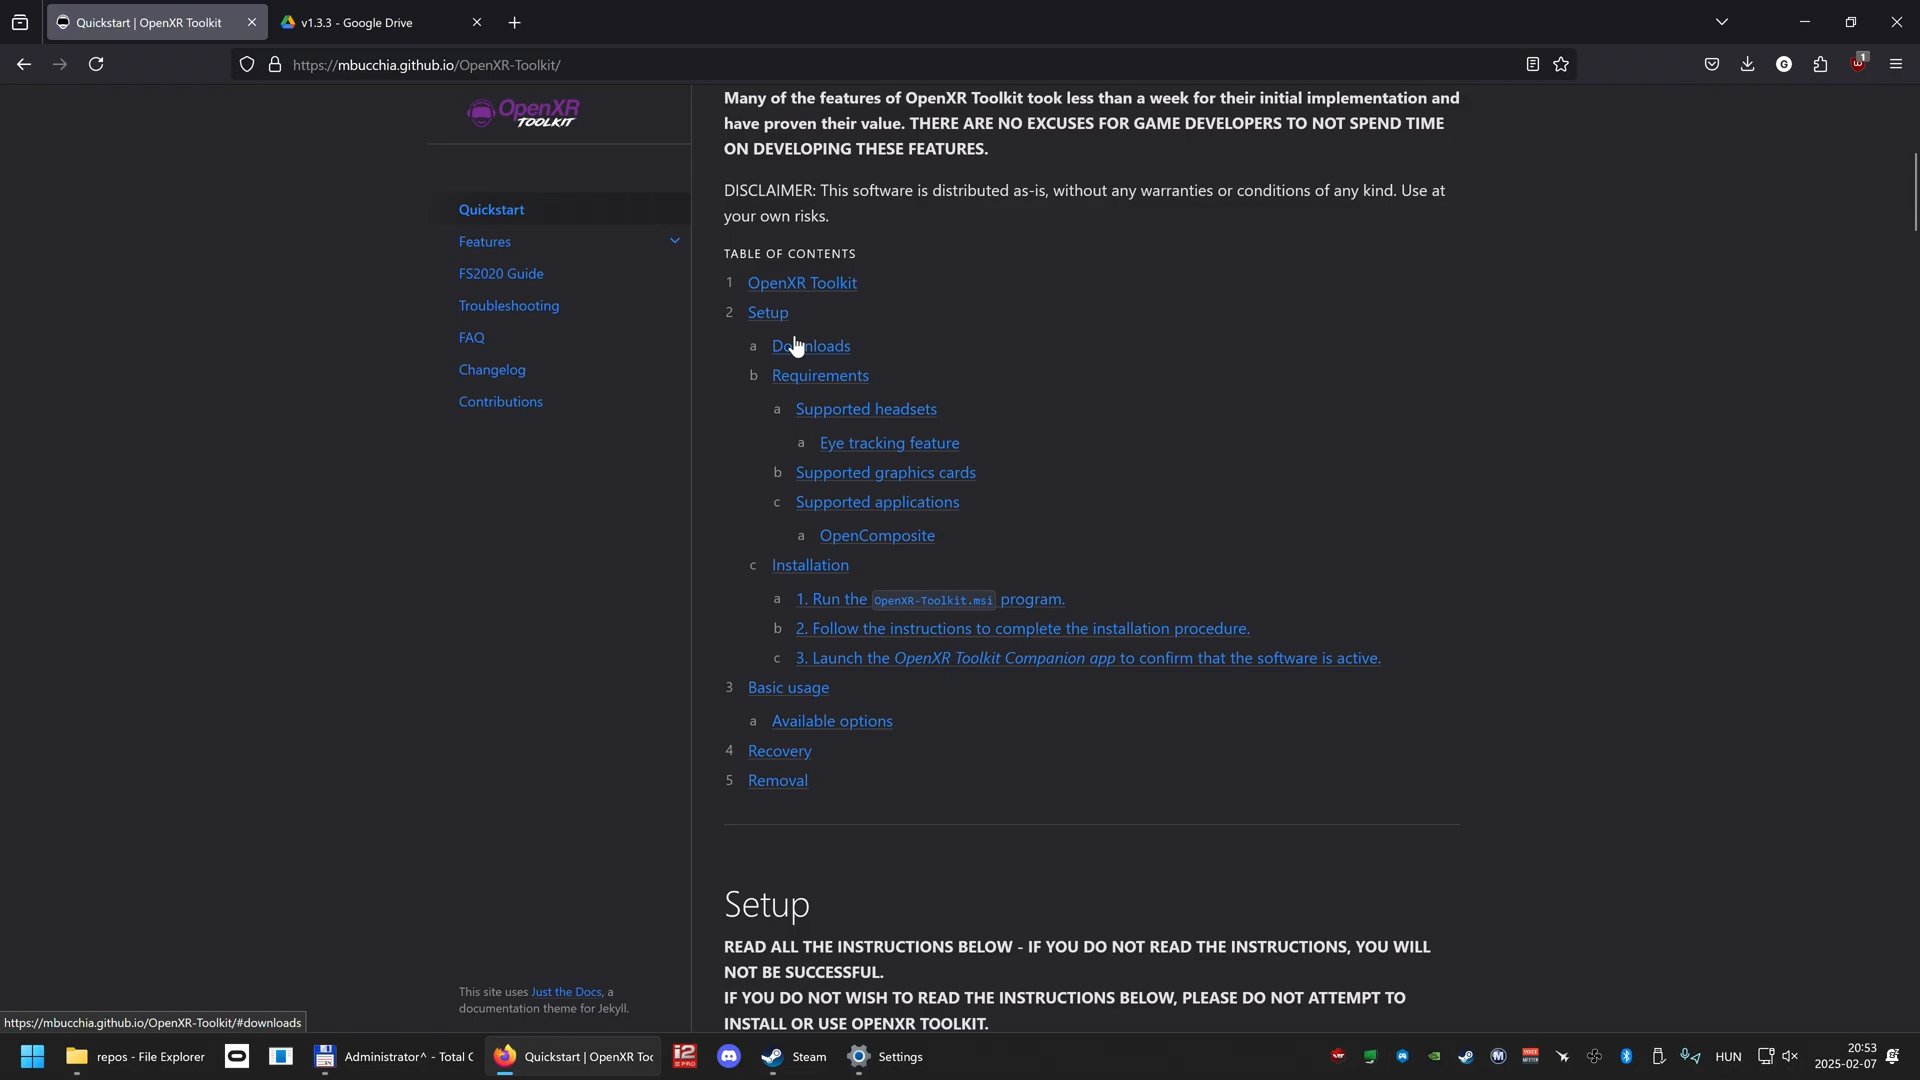 Quickstart | OpenXR Toolkit
v1.3.3 - Google Drive
https://mbucchia.github.io/OpenXR-Toolkit/
1
OpenXR
TOOLKIT
Quickstart
Features
FS2020 Guide
Troubleshooting
FAQ
Changelog
Contributions
Many of the features of OpenXR Toolkit took less than a week for their initial implementation and
have proven their value. THERE ARE NO EXCUSES FOR GAME DEVELOPERS TO NOT SPEND TIME
ON DEVELOPING THESE FEATURES.
DISCLAIMER: This software is distributed as-is, without any warranties or conditions of any kind. Use at
your own risks.
TABLE OF CONTENTS
1 OpenXR Toolkit
2 Setup
a Downloads
b Requirements
a Supported headsets
a Eye tracking feature
b Supported graphics cards
c Supported applications
a OpenComposite
c Installation
a 1. Run the OpenXR-Toolkit.msi program.
b 2. Follow the instructions to complete the installation procedure.
c 3. Launch the OpenXR Toolkit Companion app to confirm that the software is active.
3 Basic usage
a Available options
4 Recovery
5 Removal
Setup
READ ALL THE INSTRUCTIONS BELOW - IF YOU DO NOT READ THE INSTRUCTIONS, YOU WILL
NOT BE SUCCESSFUL.
IF YOU DO NOT WISH TO READ THE INSTRUCTIONS BELOW, PLEASE DO NOT ATTEMPT TO
INSTALL OR USE OPENXR TOOLKIT.
This site uses Just the Docs, a
documentation theme for Jekyll.
https://mbucchia.github.io/OpenXR-Toolkit/#downloads
repos - File Explorer
Administrator^ - Total C
Quickstart | OpenXR Toc
Steam
Settings
HUN
20:53
2025-02-07